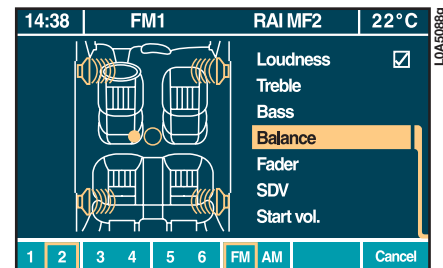 14:38 FM1 RAI MF2 22°C
Loudness
Treble
Bass
Balance
Fader
SDV
Start vol.
1 2 3 4 5 6 FM AM Cancel
L0A5088g